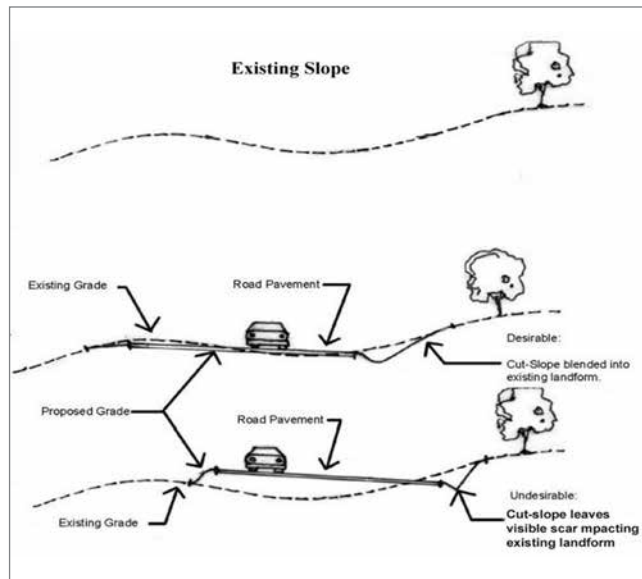 Existing Slope
Existing Grade
Road Pavement
Desirable:
Cut-Slope blended into
existing landform.
Proposed Grade
Road Pavement
Existing Grade
Undesirable:
Cut-slope leaves
visible scar mpacting
existing landform